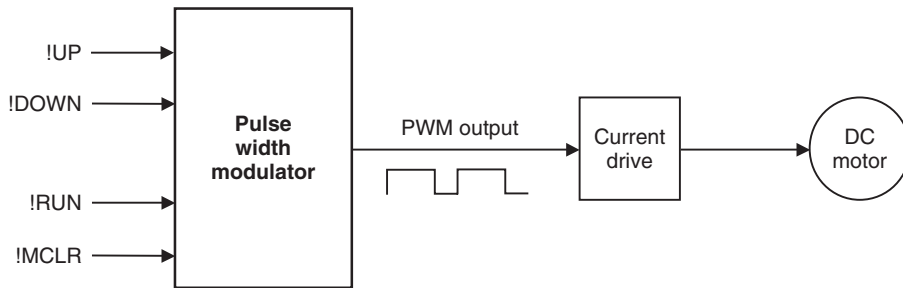 !UP
!DOWN
!RUN
!MCLR
Pulse
width
modulator
PWM output
Current
drive
DC
motor